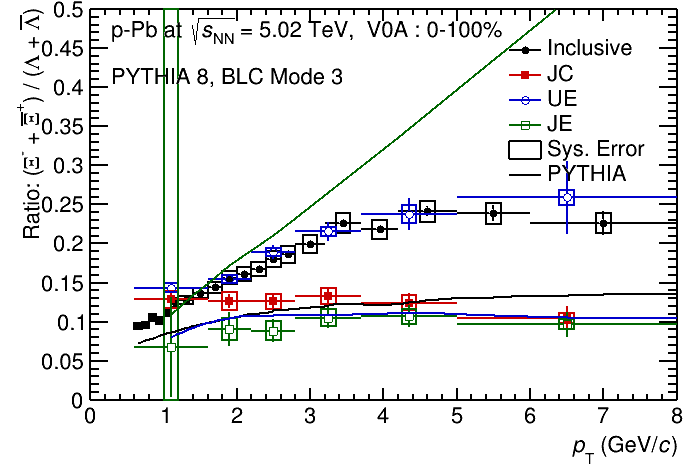 p-Pb at √s_NN = 5.02 TeV, V0A : 0-100%
PYTHIA 8, BLC Mode 3
Inclusive
JC
UE
JE
Sys. Error
PYTHIA
Ratio: (Ξ⁻ + Ξ̅⁺) / (Λ + Λ̅)
0.5
0.45
0.4
0.35
0.3
0.25
0.2
0.15
0.1
0.05
0
0 1 2 3 4 5 6 7 8
p_T (GeV/c)